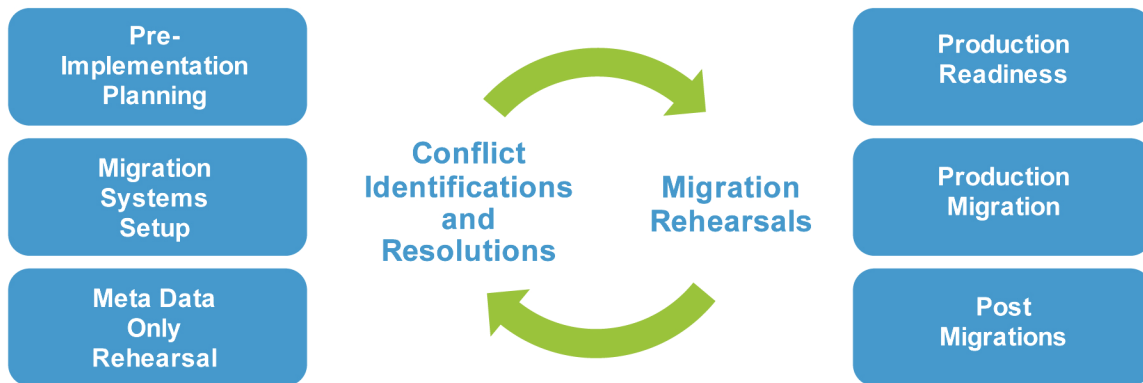 Pre-
Implementation
Planning
Migration
Systems
Setup
Meta Data
Only
Rehearsal
Conflict
Identifications
and
Resolutions
Migration
Rehearsals
Production
Readiness
Production
Migration
Post
Migrations